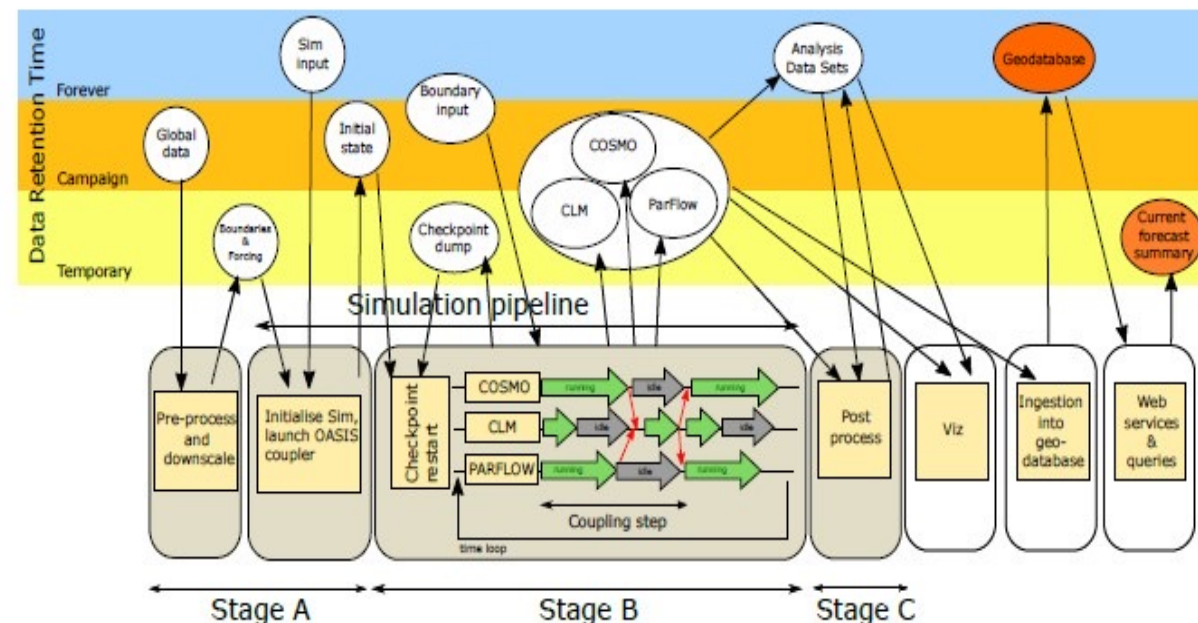 Data Retention Time
Forever
Campaign
Temporary
Sim
input
Global
data
Initial
state
Boundary
input
Boundaries
&
Forcing
Checkpoint
dump
COSMO
CLM
ParFlow
Analysis
Data Sets
Geodatabase
Current
forecast
summary
Simulation pipeline
Pre-process
and
downscale
Initialise Sim,
launch OASIS
coupler
Checkpoint
restart
COSMO
running
idle
running
CLM
idle
idle
PARFLOW
running
idle
running
Coupling step
time loop
Post
process
Viz
Ingestion
into
geo-
database
Web
services
&
queries
Stage A
Stage B
Stage C